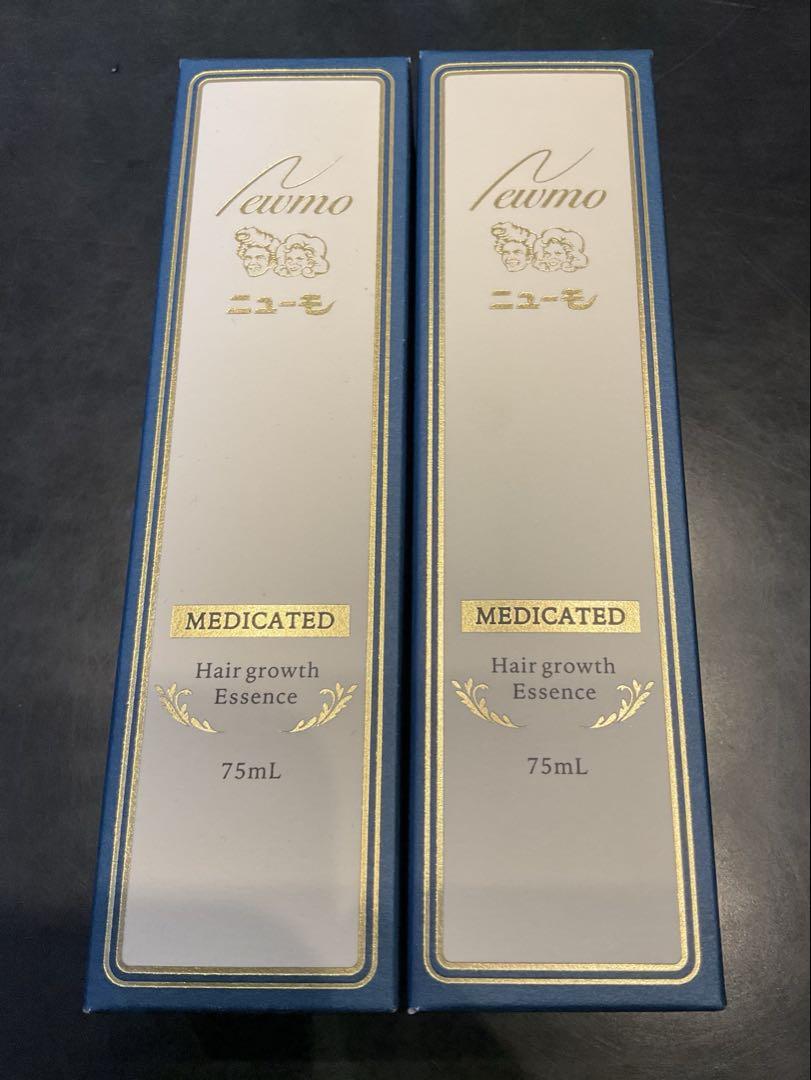 Newmo
ニューモ
MEDICATED
Hair growth
Essence
75mL
Newmo
ニューモ
MEDICATED
Hair growth
Essence
75mL